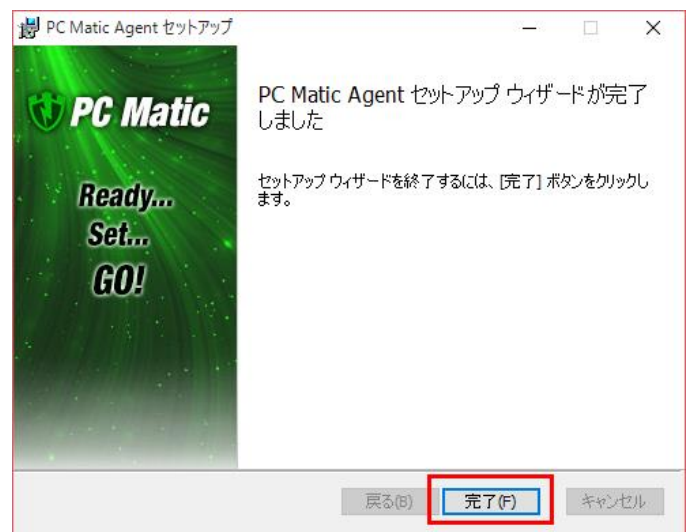 PC Matic Agent セットアップ
PC Matic
Ready...
Set...
GO!
PC Matic Agent セットアップ ウィザードが完了
しました
セットアップ ウィザードを終了するには、[完了] ボタンをクリックし
ます。
戻る(B)
完了(F)
キャンセル